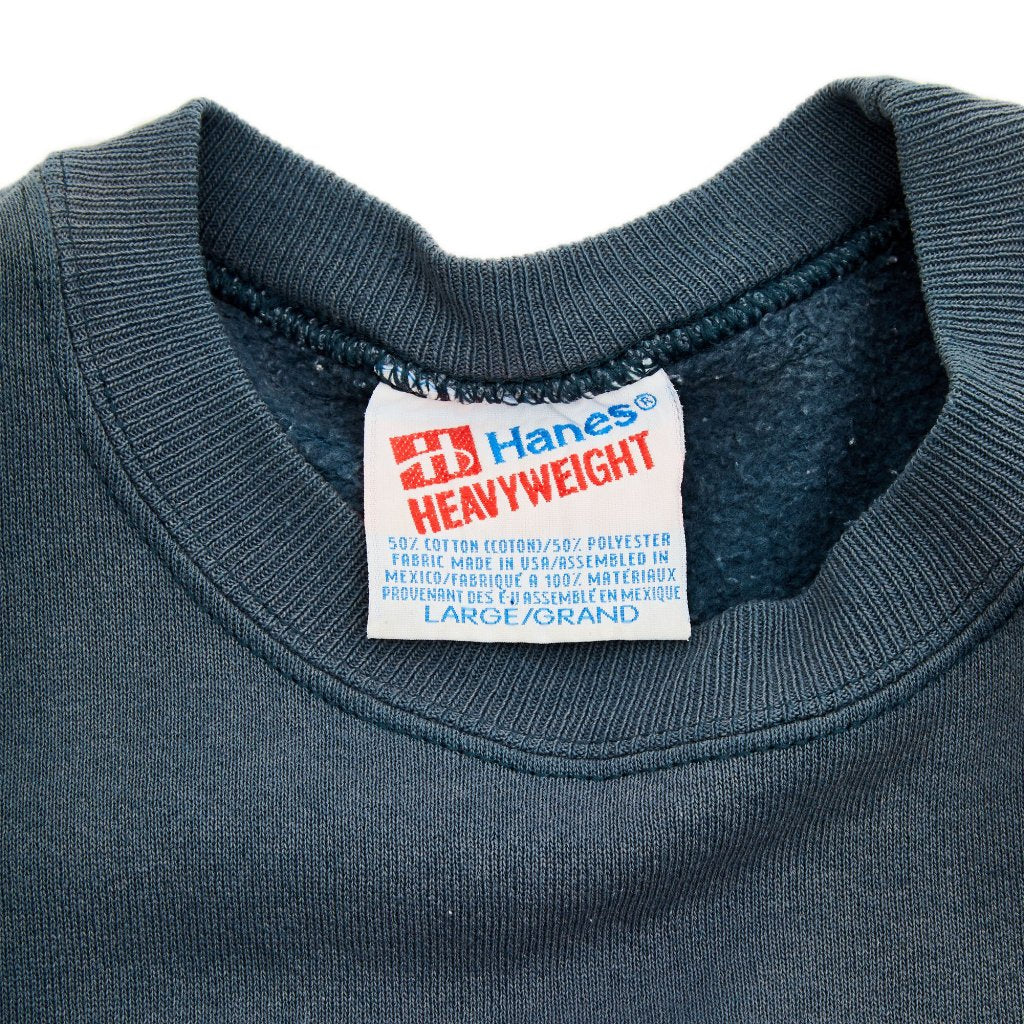 Hanes®
HEAVYWEIGHT
50% COTTON (COTON)/50% POLYESTER
FABRIC MADE IN USA/ASSEMBLED IN
MEXICO/FABRIQUÉ A 100% MATÉRIAUX
PROVENANT DES É-U ASSEMBLÉ EN MEXIQUE
LARGE/GRAND